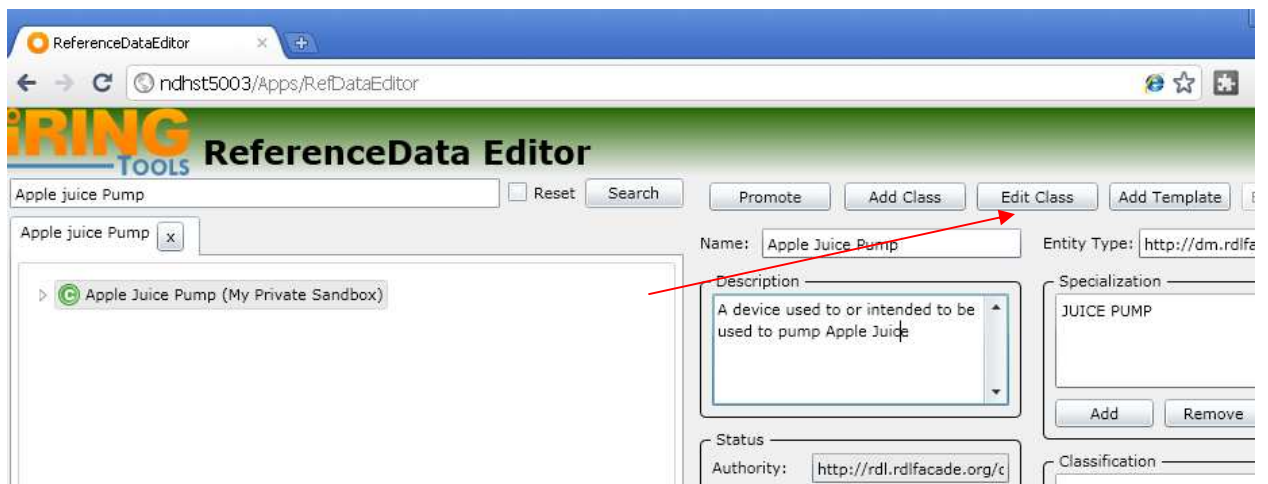 ReferenceDataEditor
ndhst5003/Apps/RefDataEditor
iRING
TOOLS
ReferenceData Editor
Apple juice Pump
Reset
Search
Promote
Add Class
Edit Class
Add Template
Apple juice Pump x
Name: Apple Juice Pump
Entity Type: http://dm.rdlfa
Apple Juice Pump (My Private Sandbox)
Description
A device used to or intended to be
used to pump Apple Juice
Specialization
JUICE PUMP
Add
Remove
Status
Authority: http://rdl.rdlfacade.org/c
Classification